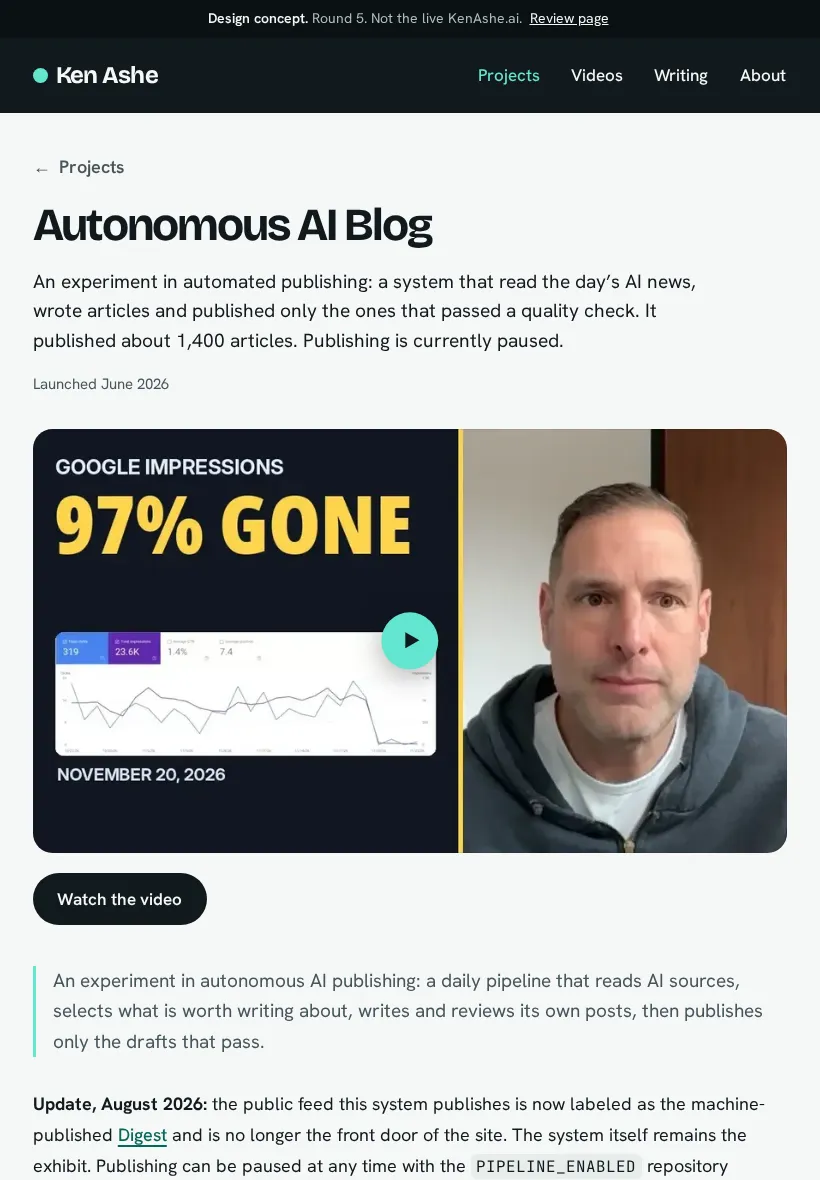 Design concept. Round 5. Not the live KenAshe.ai. Review page
Ken Ashe
Projects Videos Writing About
← Projects
Autonomous AI Blog
An experiment in automated publishing: a system that read the day’s AI news,
wrote articles and published only the ones that passed a quality check. It
published about 1,400 articles. Publishing is currently paused.
Launched June 2026
GOOGLE IMPRESSIONS
97% GONE
319 23.6K 1.4% 7.4
NOVEMBER 20, 2026
Watch the video
An experiment in autonomous AI publishing: a daily pipeline that reads AI sources,
selects what is worth writing about, writes and reviews its own posts, then publishes
only the drafts that pass.
Update, August 2026: the public feed this system publishes is now labeled as the machine-
published Digest and is no longer the front door of the site. The system itself remains the
exhibit. Publishing can be paused at any time with the PIPELINE_ENABLED repository